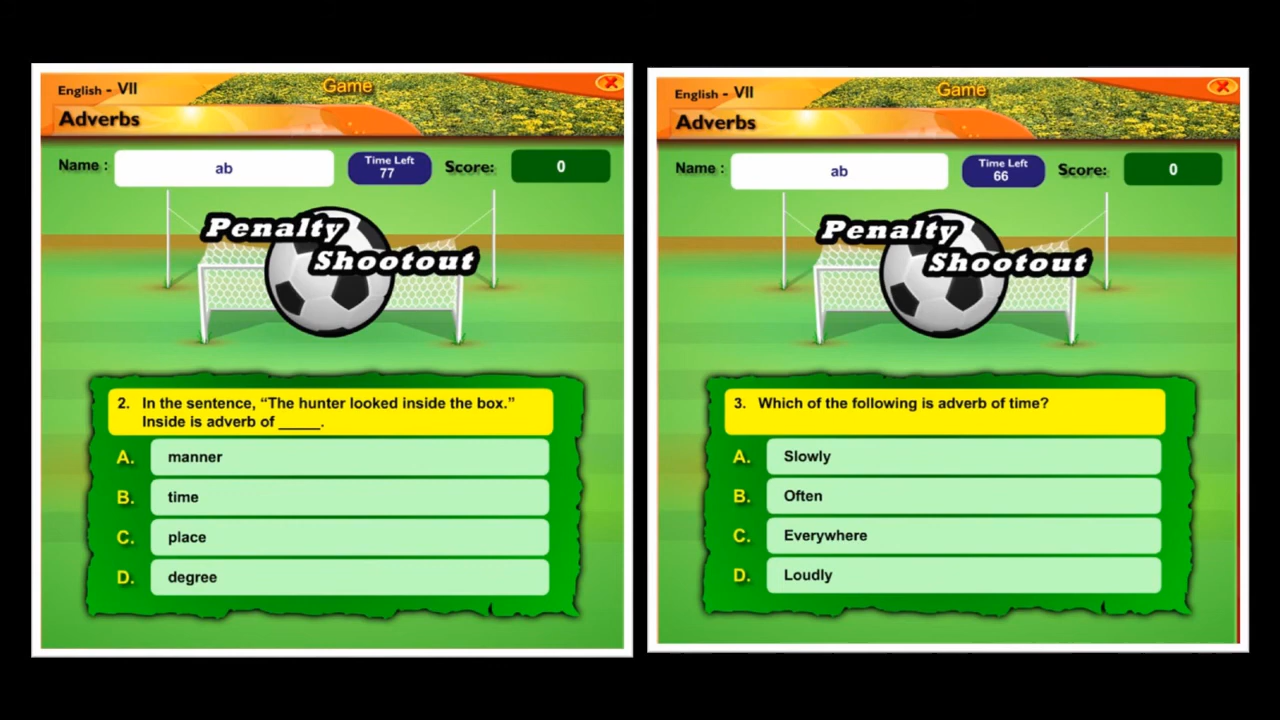 English - VII
Game
Adverbs
Name :
ab
Time Left
77
Score:
0
Penalty
Shootout
2. In the sentence, “The hunter looked inside the box.”
Inside is adverb of _____.
A. manner
B. time
C. place
D. degree
English - VII
Game
Adverbs
Name :
ab
Time Left
66
Score:
0
Penalty
Shootout
3. Which of the following is adverb of time?
A. Slowly
B. Often
C. Everywhere
D. Loudly